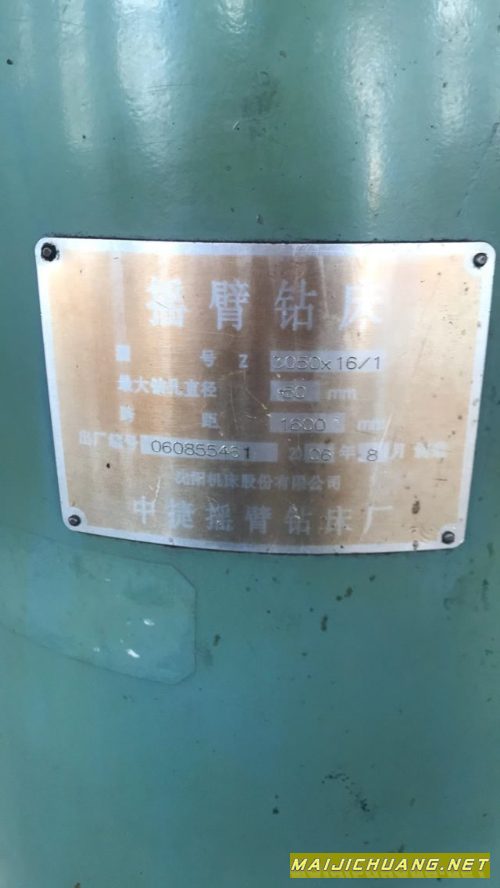 摇臂钻床
型 号 Z 3050x16/1
最大钻孔直径 50 mm
跨 距 1600 mm
出厂编号 060855461 2006 年 8 月
沈阳机床股份有限公司
中捷摇臂钻床厂
MAIJICHUANG.NET